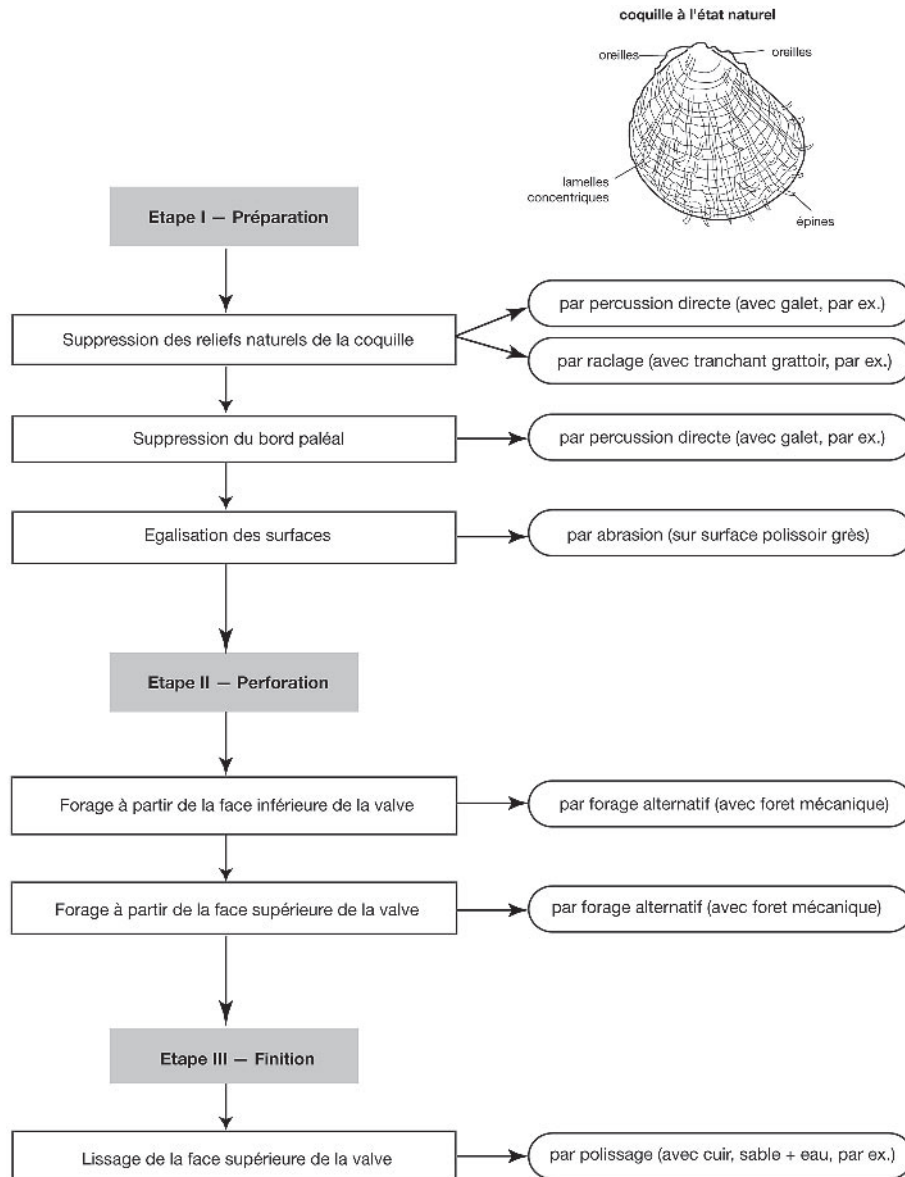 coquille à l'état naturel
oreilles
oreilles
lamelles
concentriques
épines
Etape I — Préparation
Suppression des reliefs naturels de la coquille
par percussion directe (avec galet, par ex.)
par raclage (avec tranchant grattoir, par ex.)
Suppression du bord paléal
par percussion directe (avec galet, par ex.)
Egalisation des surfaces
par abrasion (sur surface polissoir grès)
Etape II — Perforation
Forage à partir de la face inférieure de la valve
par forage alternatif (avec foret mécanique)
Forage à partir de la face supérieure de la valve
par forage alternatif (avec foret mécanique)
Etape III — Finition
Lissage de la face supérieure de la valve
par polissage (avec cuir, sable + eau, par ex.)